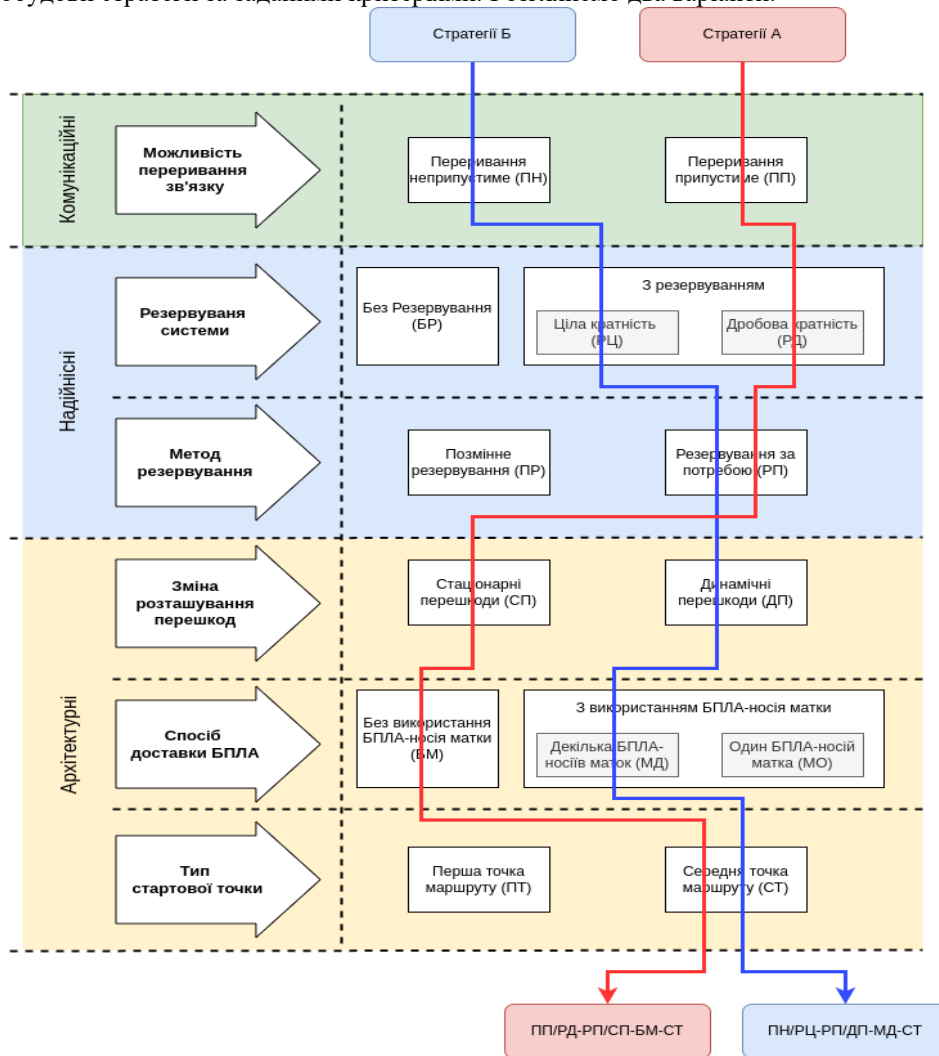 Стратегії Б
Стратегії А
Комунікаційні
Можливість
переривання
зв'язку
Переривання
неприпустиме (ПН)
Переривання
припустиме (ПП)
Надійнісні
Резервуваня
системи
Без Резервування
(БР)
З резервуванням
Ціла кратність
(РЦ)
Дробова кратність
(РД)
Метод
резервування
Позмінне
резервування (ПР)
Резервування за
потребою (РП)
Архітектурні
Зміна
розташування
перешкод
Стаціонарні
перешкоди (СП)
Динамічні
перешкоди (ДП)
Спосіб
доставки БПЛА
Без використання
БПЛА-носія матки
(БМ)
З використанням БПЛА-носія матки
Декілька БПЛА-
носіїв маток (МД)
Один БПЛА-носій
матка (МО)
Тип
стартової точки
Перша точка
маршруту (ПТ)
Середня точка
маршруту (СТ)
ПП/РД-РП/СП-БМ-СТ
ПН/РЦ-РП/ДП-МД-СТ